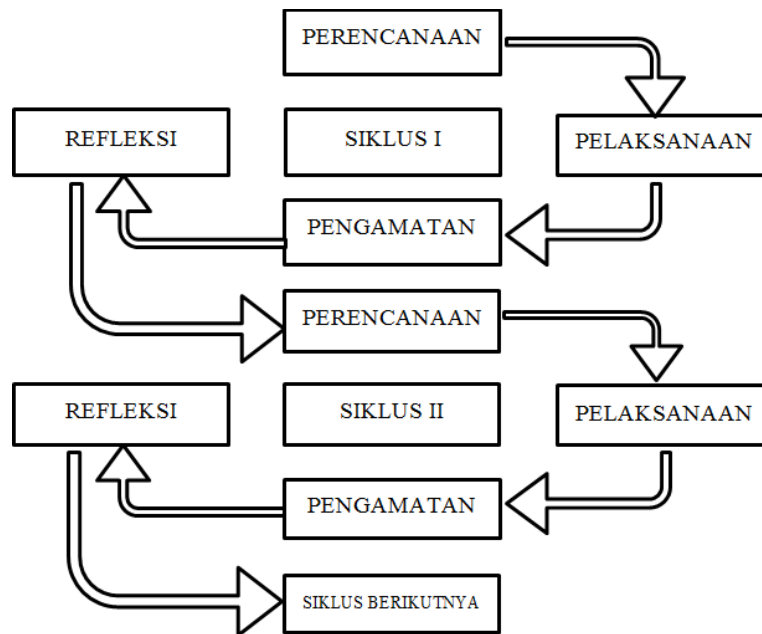 PERENCANAAN
REFLEKSI
SIKLUS I
PELAKSANAAN
PENGAMATAN
PERENCANAAN
REFLEKSI
SIKLUS II
PELAKSANAAN
PENGAMATAN
SIKLUS BERIKUTNYA